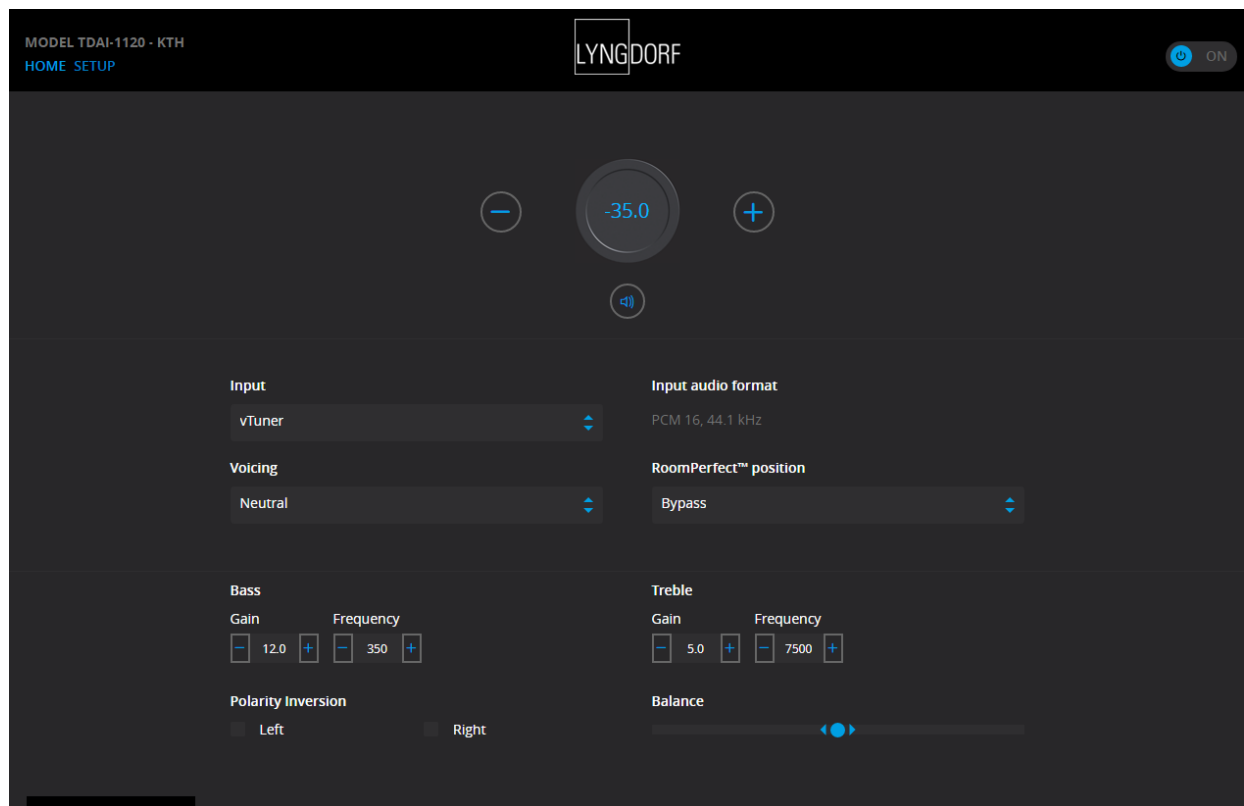 MODEL TDAI-1120 - KTH
HOME SETUP
LYNGDORF
ON
-35.0
Input
Input audio format
vTuner
PCM 16, 44.1 kHz
Voicing
RoomPerfect™ position
Neutral
Bypass
Bass
Treble
Gain Frequency
Gain Frequency
− 12.0 + − 350 +
− 5.0 + − 7500 +
Polarity Inversion
Balance
Left Right